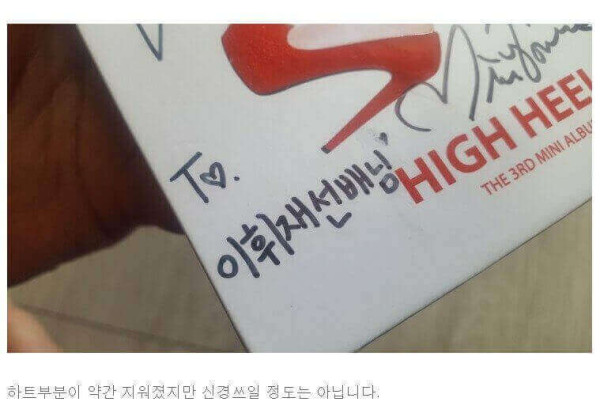 To.
이휘재선배님
HIGH HEEL
THE 3RD MINI ALBU
하트부분이 약간 지워졌지만 신경쓰일 정도는 아닙니다.